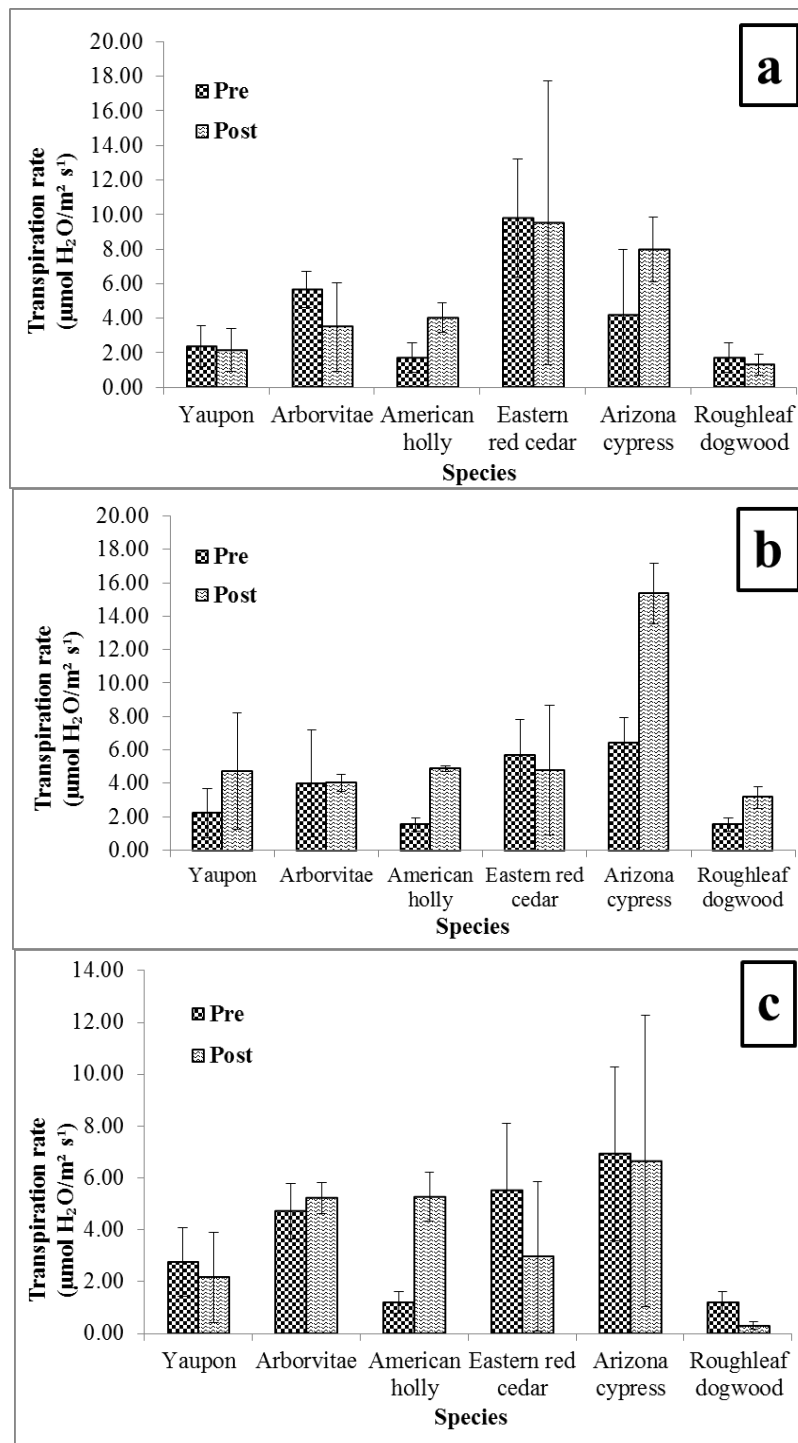 a
20.00
18.00
16.00
14.00
12.00
10.00
8.00
6.00
4.00
2.00
0.00
Transpiration rate
(µmol H₂O/m² s¹)
Pre
Post
Yaupon
Arborvitae
American
holly
Eastern
red cedar
Arizona
cypress
Roughleaf
dogwood
Species
b
20.00
18.00
16.00
14.00
12.00
10.00
8.00
6.00
4.00
2.00
0.00
Transpiration rate
(µmol H₂O/m² s¹)
Pre
Post
Yaupon
Arborvitae
American
holly
Eastern red
cedar
Arizona
cypress
Roughleaf
dogwood
Species
c
14.00
12.00
10.00
8.00
6.00
4.00
2.00
0.00
Transpiration rate
(µmol H₂O/m² s¹)
Pre
Post
Yaupon
Arborvitae
American
holly
Eastern red
cedar
Arizona
cypress
Roughleaf
dogwood
Species